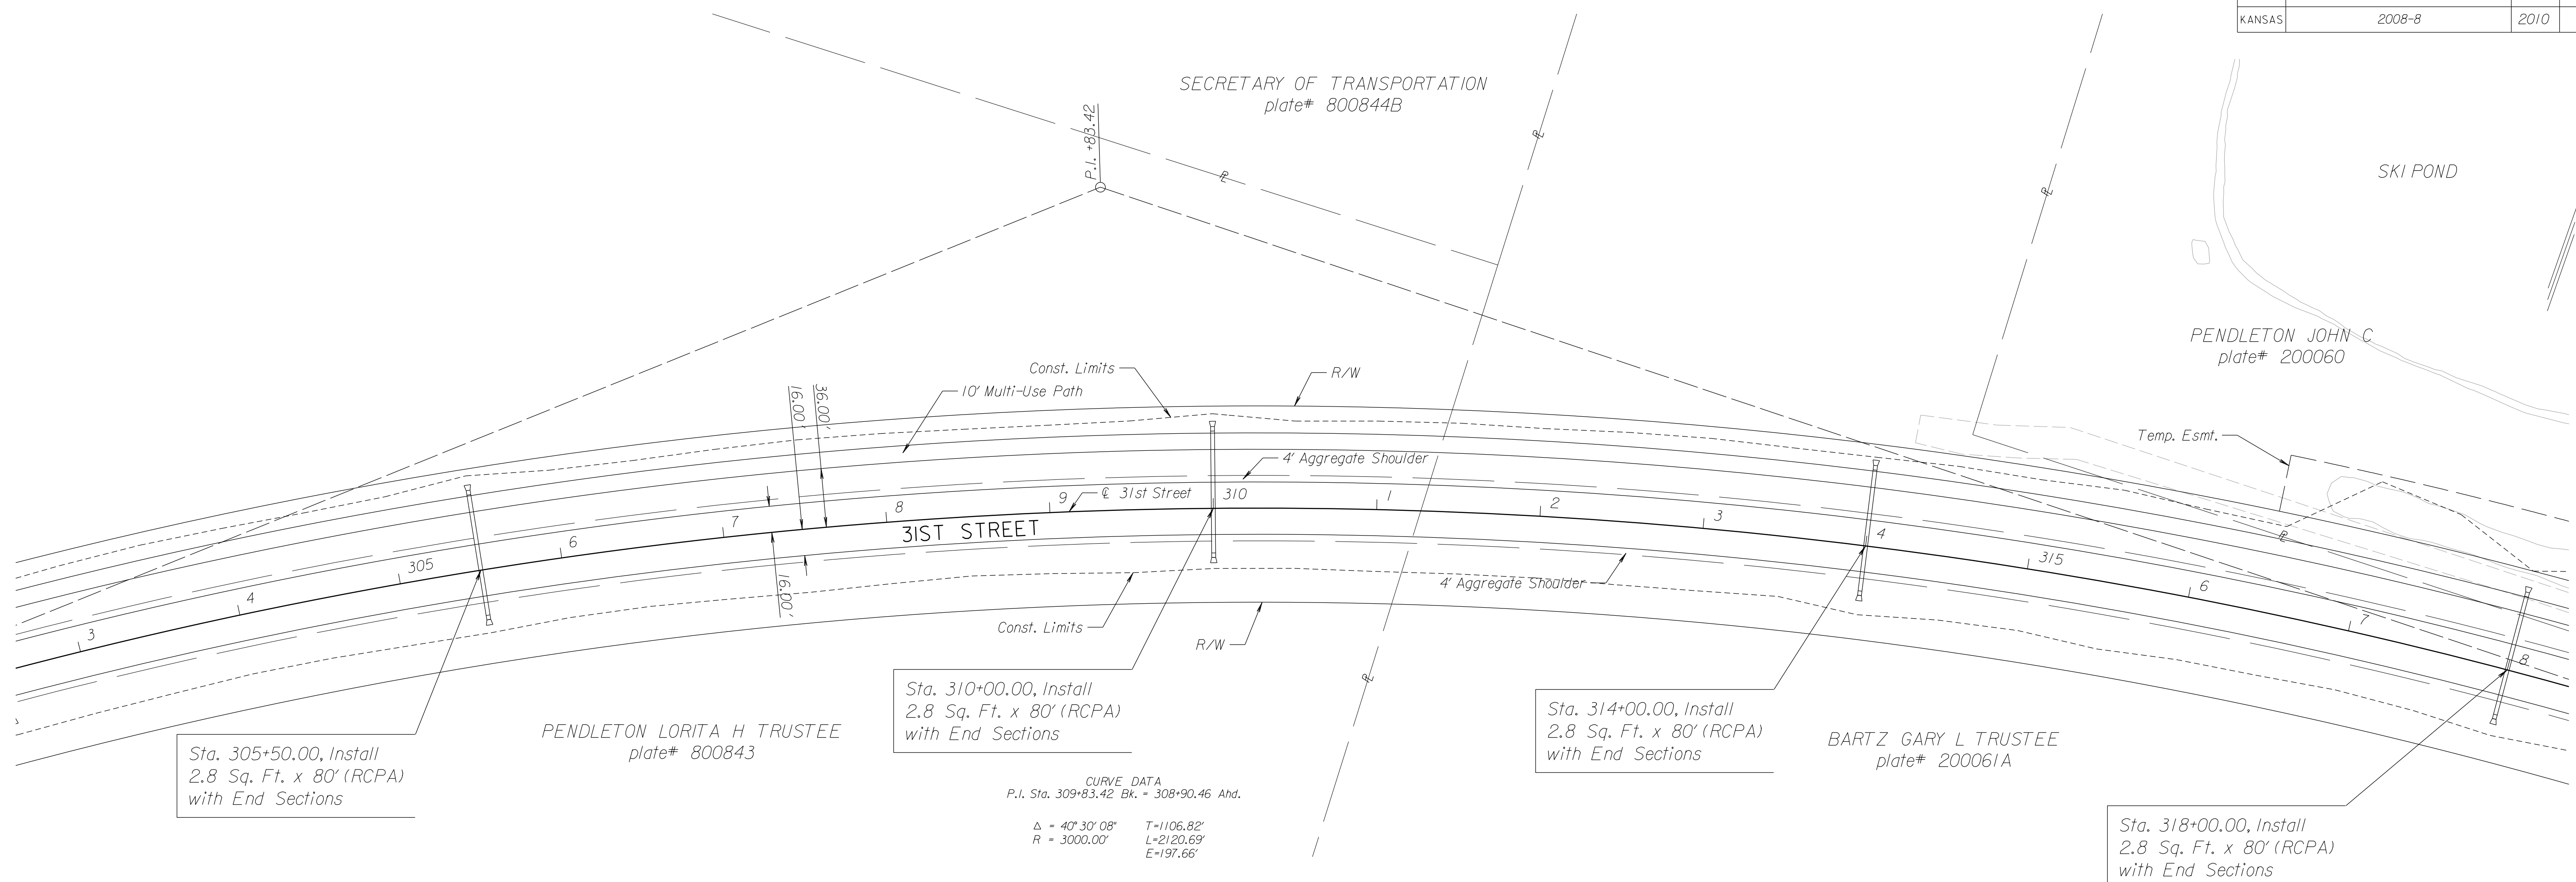 KANSAS 2008-8 2010
SECRETARY OF TRANSPORTATION
plate# 800844B
P.I. +83.42
PL
PL
PL
SKI POND
PENDLETON JOHN C
plate# 200060
Const. Limits
R/W
10' Multi-Use Path
16.00'
36.00'
Temp. Esmt.
4' Aggregate Shoulder
℄ 31st Street
3
4
305
6
7
8
9
310
1
2
3
4
315
6
7
8
31ST STREET
PL
16.00'
4' Aggregate Shoulder
Const. Limits
R/W
PL
Sta. 305+50.00, Install
2.8 Sq. Ft. x 80' (RCPA)
with End Sections
PENDLETON LORITA H TRUSTEE
plate# 800843
Sta. 310+00.00, Install
2.8 Sq. Ft. x 80' (RCPA)
with End Sections
Sta. 314+00.00, Install
2.8 Sq. Ft. x 80' (RCPA)
with End Sections
BARTZ GARY L TRUSTEE
plate# 200061A
CURVE DATA
P.I. Sta. 309+83.42 Bk. = 308+90.46 Ahd.
Δ = 40° 30' 08" T=1106.82'
R = 3000.00' L=2120.69'
E=197.66'
Sta. 318+00.00, Install
2.8 Sq. Ft. x 80' (RCPA)
with End Sections